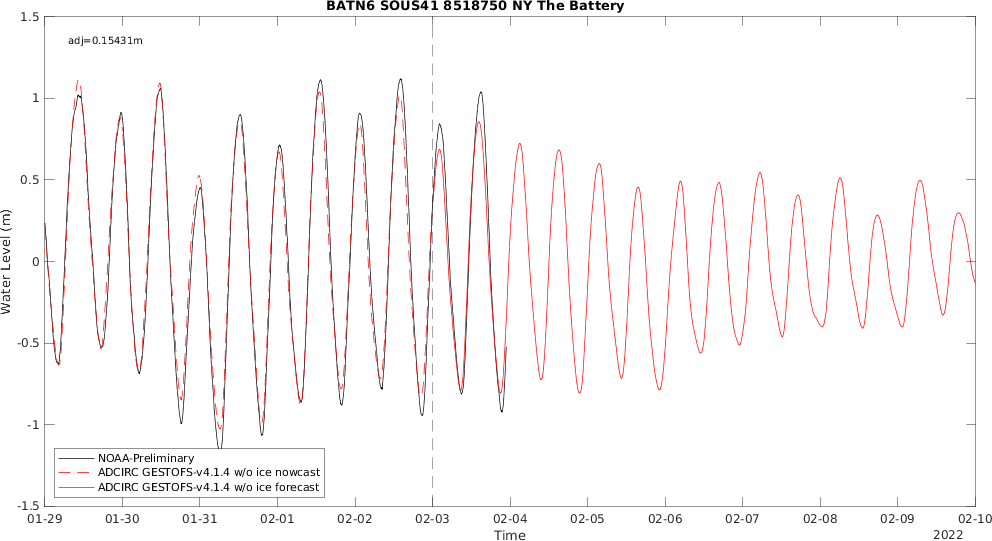 BATN6 SOUS41 8518750 NY The Battery
adj=0.15431m
1.5
1
0.5
0
-0.5
-1
-1.5
Water Level (m)
NOAA-Preliminary
ADCIRC GESTOFS-v4.1.4 w/o ice nowcast
ADCIRC GESTOFS-v4.1.4 w/o ice forecast
01-29 01-30 01-31 02-01 02-02 02-03 02-04 02-05 02-06 02-07 02-08 02-09 02-10
Time
2022